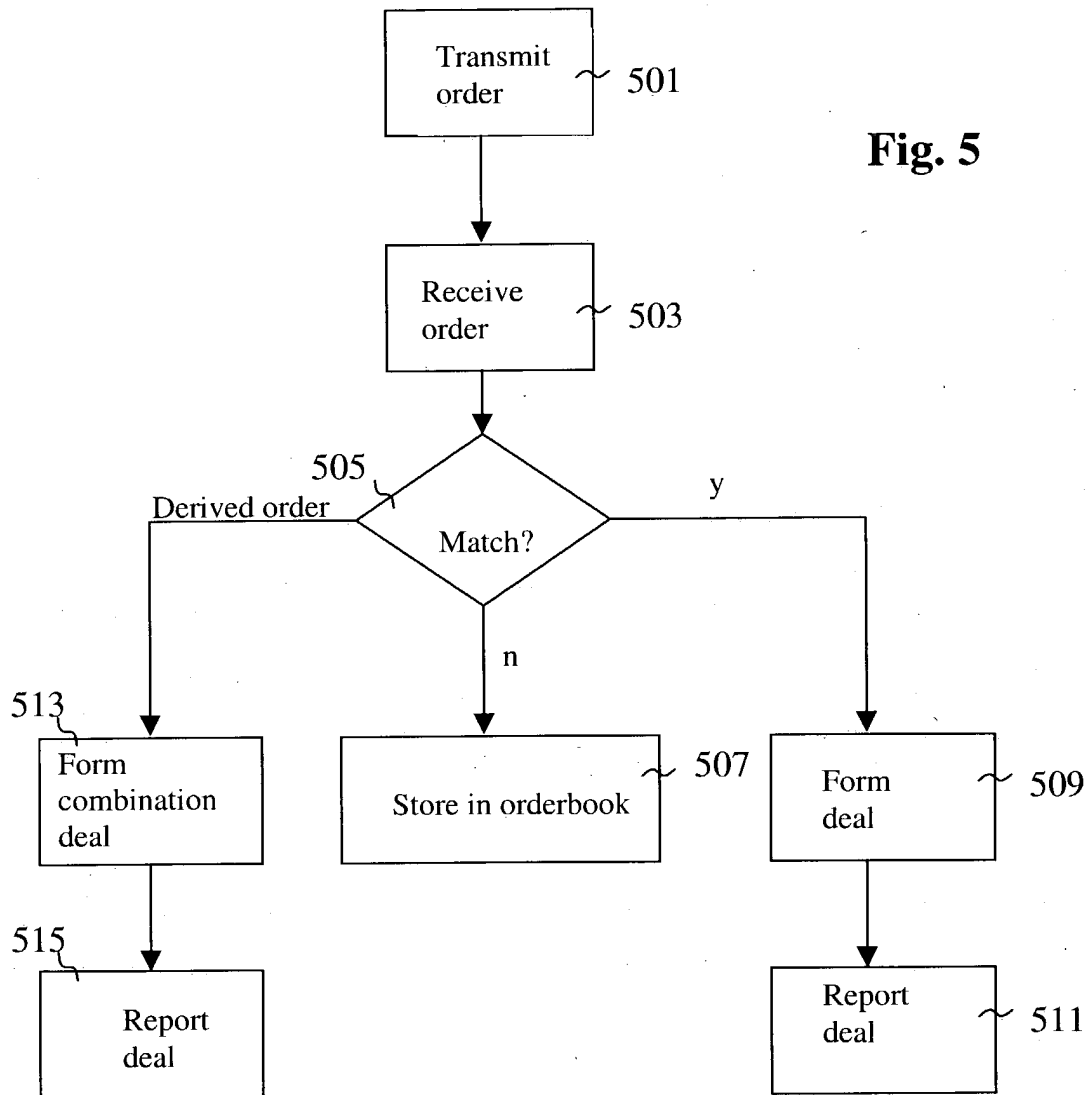 Transmit
order
501
Fig. 5
Receive
order
503
505
Derived order
y
Match?
n
513
Form
combination
deal
Store in orderbook
507
Form
deal
509
515
Report
deal
Report
deal
511